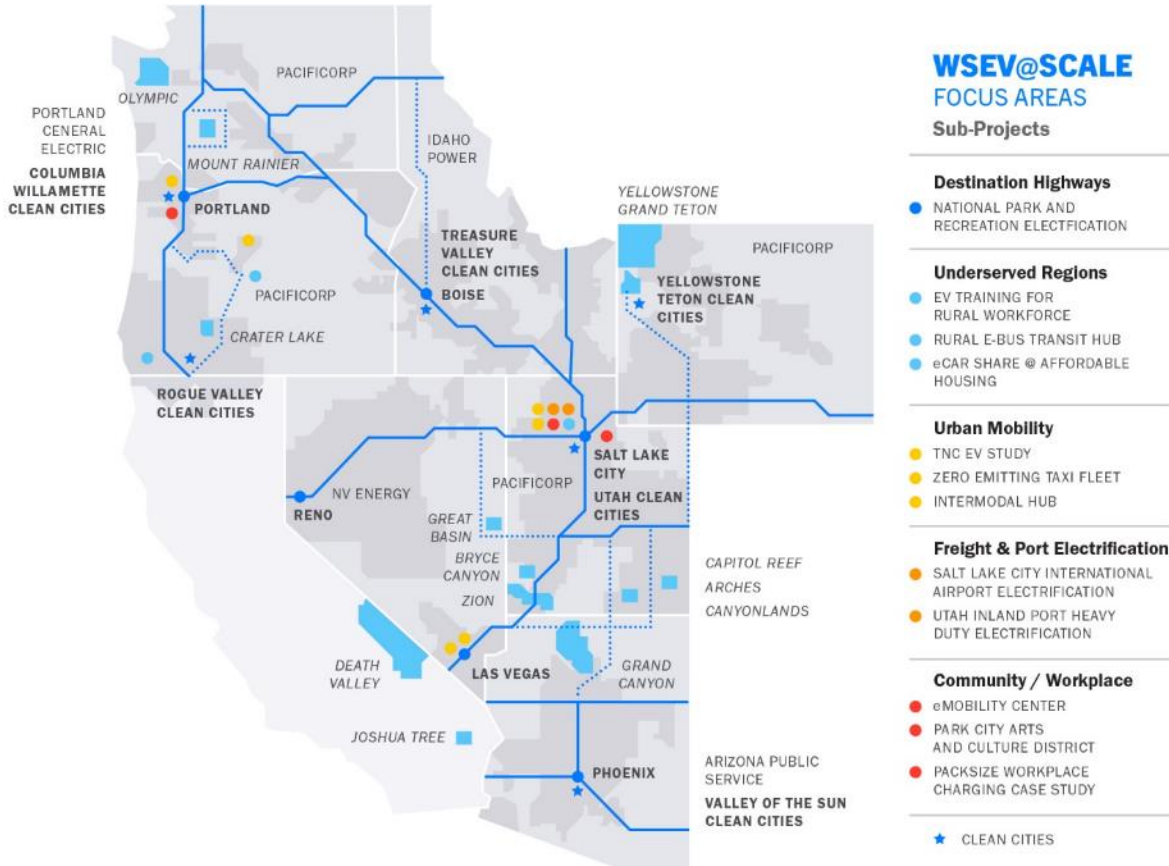 PACIFICORP
OLYMPIC
PORTLAND
GENERAL
ELECTRIC
COLUMBIA
WILLAMETTE
CLEAN CITIES
MOUNT RAINIER
PORTLAND
IDAHO
POWER
TREASURE
VALLEY
CLEAN CITIES
BOISE
YELLOWSTONE
GRAND TETON
PACIFICORP
YELLOWSTONE
TETON CLEAN
CITIES
PACIFICORP
CRATER LAKE
ROGUE VALLEY
CLEAN CITIES
SALT LAKE
CITY
PACIFICORP
UTAH CLEAN
CITIES
NV ENERGY
RENO
GREAT
BASIN
BRYCE
CANYON
ZION
CAPITOL REEF
ARCHES
CANYONLANDS
DEATH
VALLEY
LAS VEGAS
GRAND
CANYON
JOSHUA TREE
PHOENIX
ARIZONA PUBLIC
SERVICE
VALLEY OF THE SUN
CLEAN CITIES
WSEV@SCALE
FOCUS AREAS
Sub-Projects
Destination Highways
NATIONAL PARK AND
RECREATION ELECTFICATION
Underserved Regions
EV TRAINING FOR
RURAL WORKFORCE
RURAL E-BUS TRANSIT HUB
eCAR SHARE @ AFFORDABLE
HOUSING
Urban Mobility
TNC EV STUDY
ZERO EMITTING TAXI FLEET
INTERMODAL HUB
Freight & Port Electrification
SALT LAKE CITY INTERNATIONAL
AIRPORT ELECTRIFICATION
UTAH INLAND PORT HEAVY
DUTY ELECTRIFICATION
Community / Workplace
eMOBILITY CENTER
PARK CITY ARTS
AND CULTURE DISTRICT
PACKSIZE WORKPLACE
CHARGING CASE STUDY
CLEAN CITIES